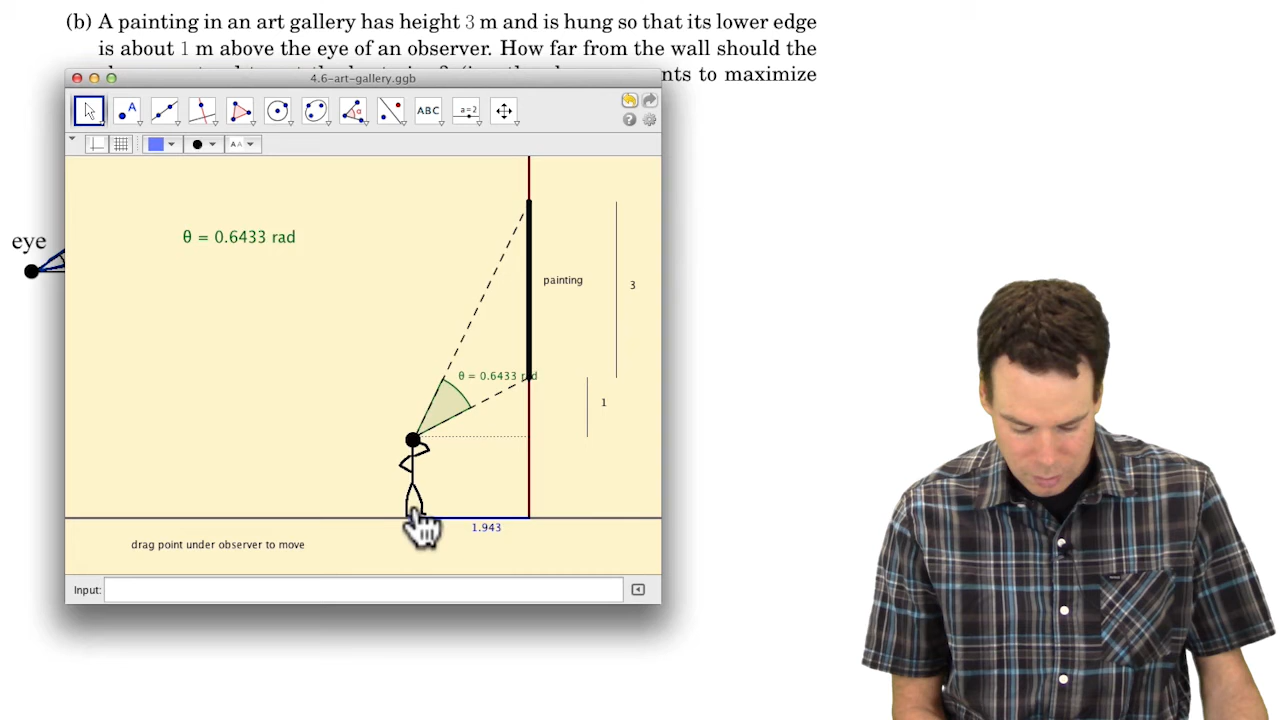 (b) A painting in an art gallery has height 3 m and is hung so that its lower edge
is about 1 m above the eye of an observer. How far from the wall should the
to maximize
4.6-art-gallery.ggb
A
ABC
a=2
A A
eye
θ = 0.6433 rad
painting
3
θ = 0.6433 rad
1
1.943
drag point under observer to move
Input: